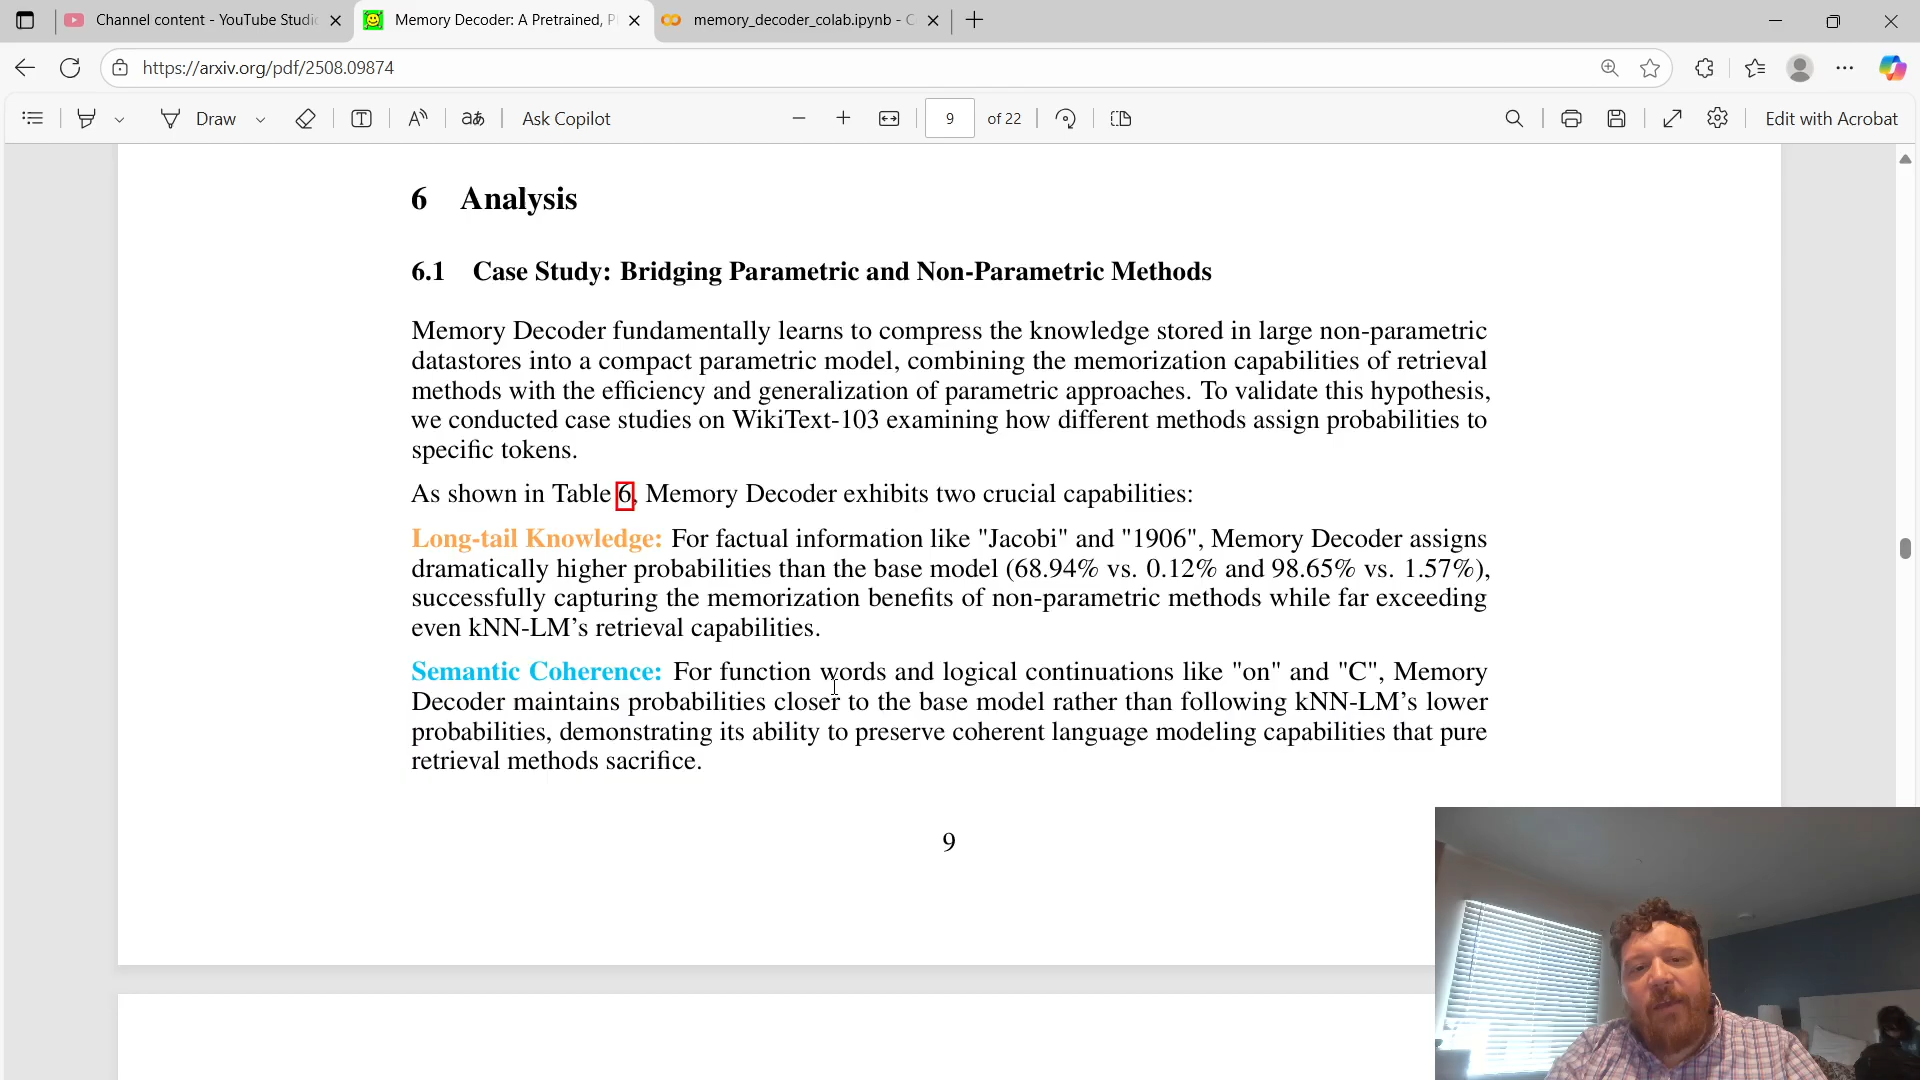 Channel content - YouTube Studi
Memory Decoder: A Pretrained, P
memory_decoder_colab.ipynb - C
https://arxiv.org/pdf/2508.09874
Draw
T
A
aあ
Ask Copilot
9
of 22
Edit with Acrobat
6 Analysis
6.1 Case Study: Bridging Parametric and Non-Parametric Methods
Memory Decoder fundamentally learns to compress the knowledge stored in large non-parametric
datastores into a compact parametric model, combining the memorization capabilities of retrieval
methods with the efficiency and generalization of parametric approaches. To validate this hypothesis,
we conducted case studies on WikiText-103 examining how different methods assign probabilities to
specific tokens.
As shown in Table 6, Memory Decoder exhibits two crucial capabilities:
Long-tail Knowledge: For factual information like "Jacobi" and "1906", Memory Decoder assigns
dramatically higher probabilities than the base model (68.94% vs. 0.12% and 98.65% vs. 1.57%),
successfully capturing the memorization benefits of non-parametric methods while far exceeding
even kNN-LM's retrieval capabilities.
Semantic Coherence: For function words and logical continuations like "on" and "C", Memory
Decoder maintains probabilities closer to the base model rather than following kNN-LM's lower
probabilities, demonstrating its ability to preserve coherent language modeling capabilities that pure
retrieval methods sacrifice.
9